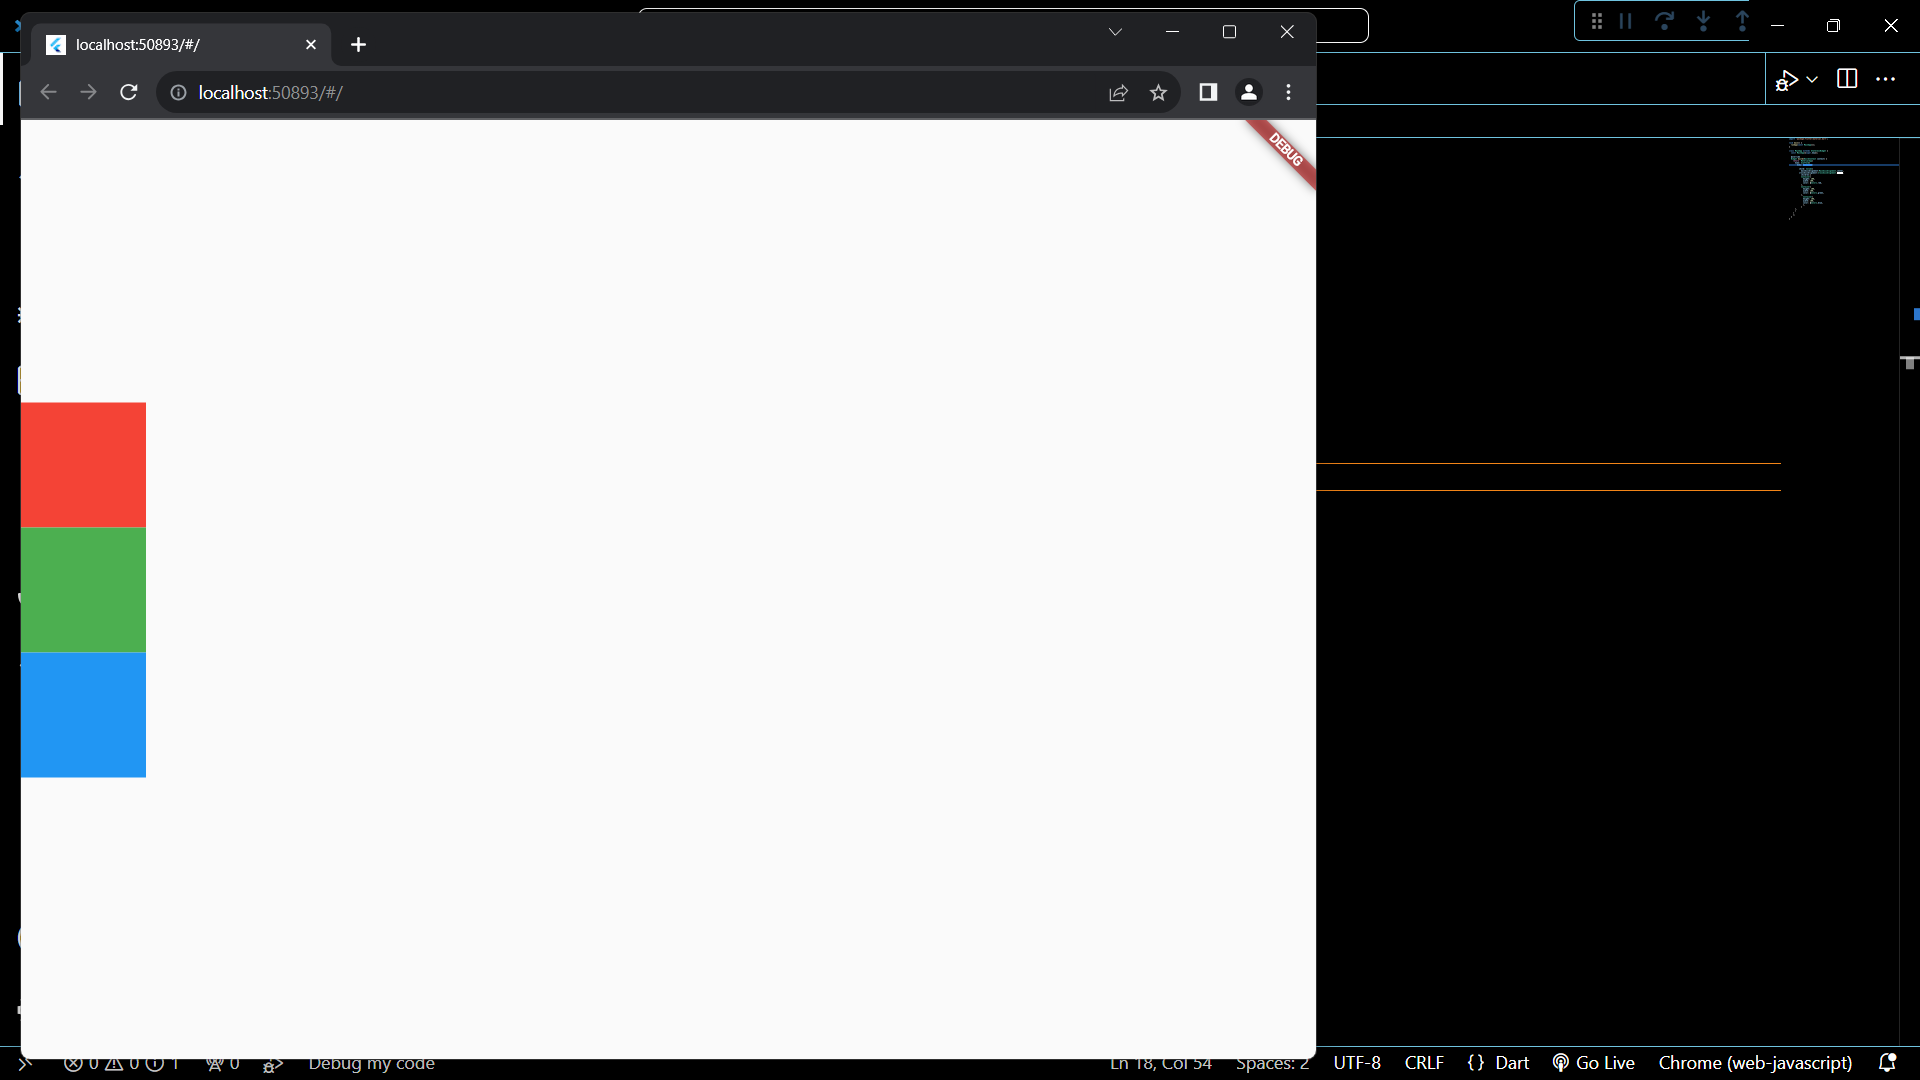 localhost:50893/#/
localhost:50893/#/
DEBUG
0 0 1 0 Debug my code Ln 18, Col 54 Spaces: 2 UTF-8 CRLF {} Dart Go Live Chrome (web-javascript)